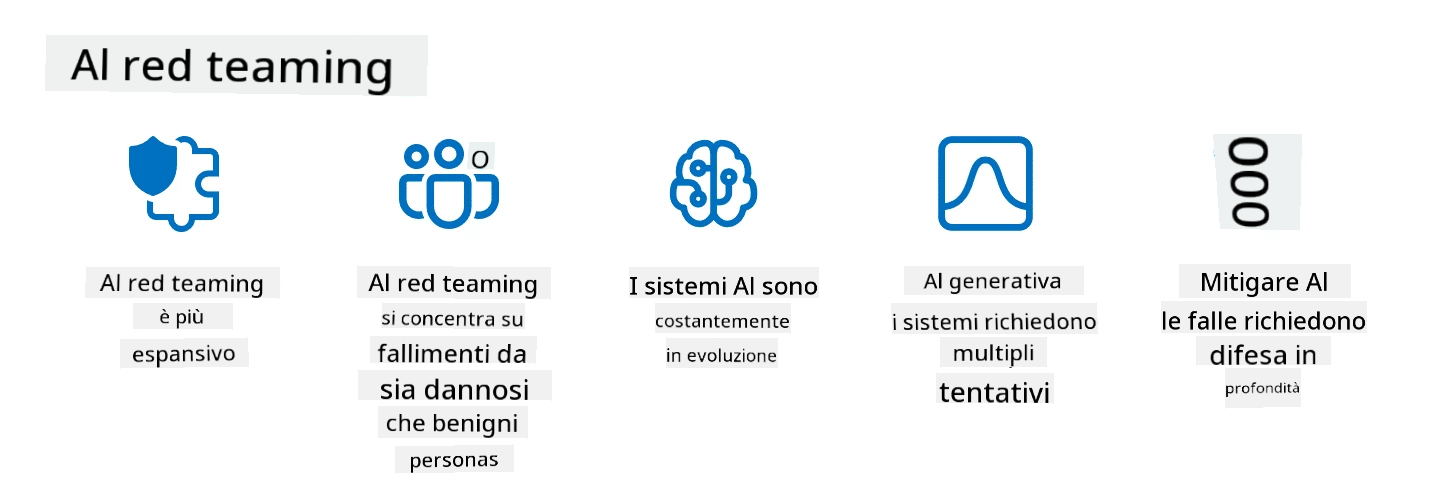 AI red teaming
o
000
AI red teaming
è più
espansivo
AI red teaming
si concentra su
fallimenti da
sia dannosi
che benigni
personas
I sistemi AI sono
costantemente
in evoluzione
AI generativa
i sistemi richiedono
multipli
tentativi
Mitigare AI
le falle richiedono
difesa in
profondità